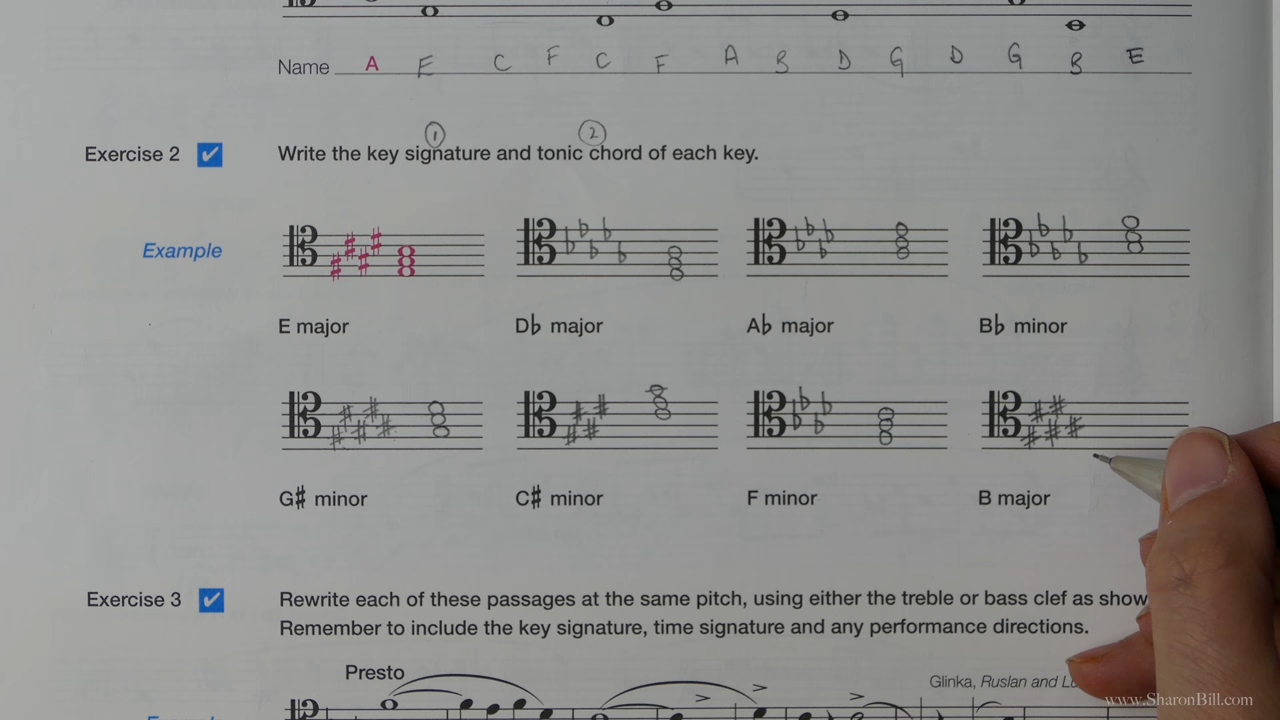 Name A E C F C F A B D G D G B E
1 2
Exercise 2 Write the key signature and tonic chord of each key.
Example
E major D♭ major A♭ major B♭ minor
G♯ minor C♯ minor F minor B major
Exercise 3 Rewrite each of these passages at the same pitch, using either the treble or bass clef as show
Remember to include the key signature, time signature and any performance directions.
Presto
Glinka, Ruslan and
www.SharonBill.com